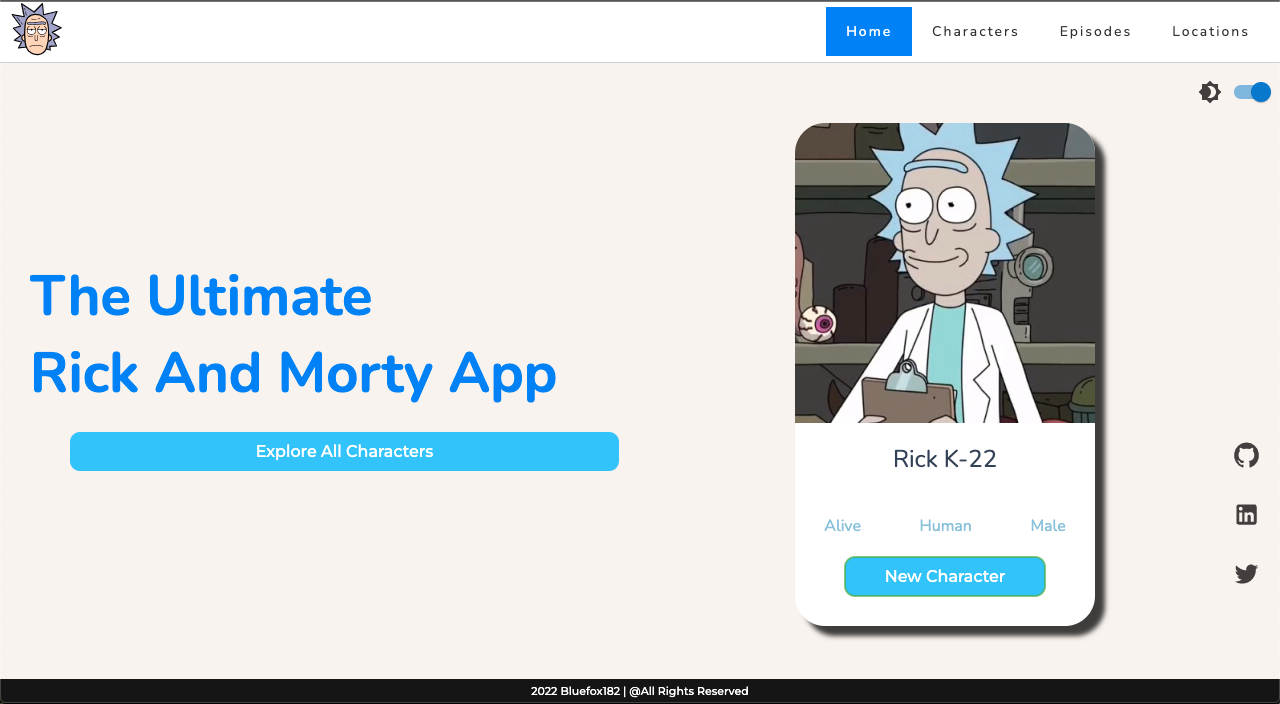 Home
Characters
Episodes
Locations
The Ultimate
Rick And Morty App
Explore All Characters
Rick K-22
Alive
Human
Male
New Character
2022 Bluefox182 | @All Rights Reserved